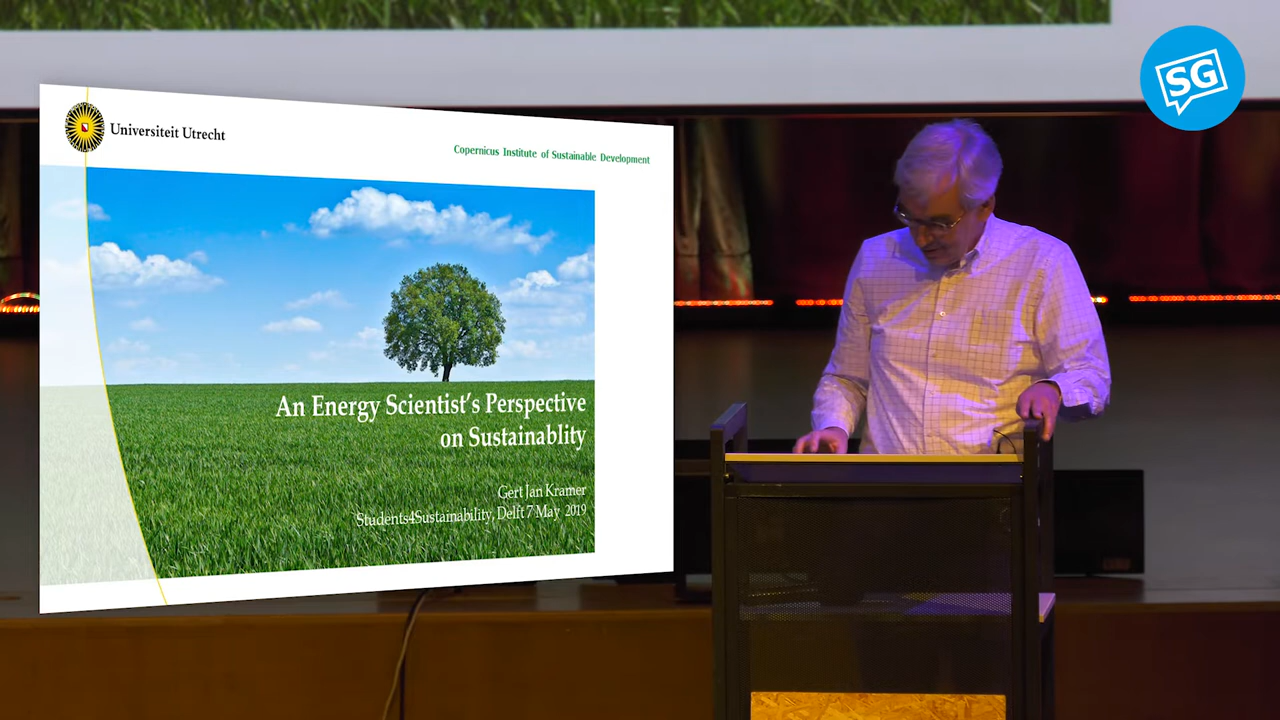 SG
Universiteit Utrecht
Copernicus Institute of Sustainable Development
An Energy Scientist's Perspective
on Sustainablity
Gert Jan Kramer
Students4Sustainability, Delft 7 May 2019